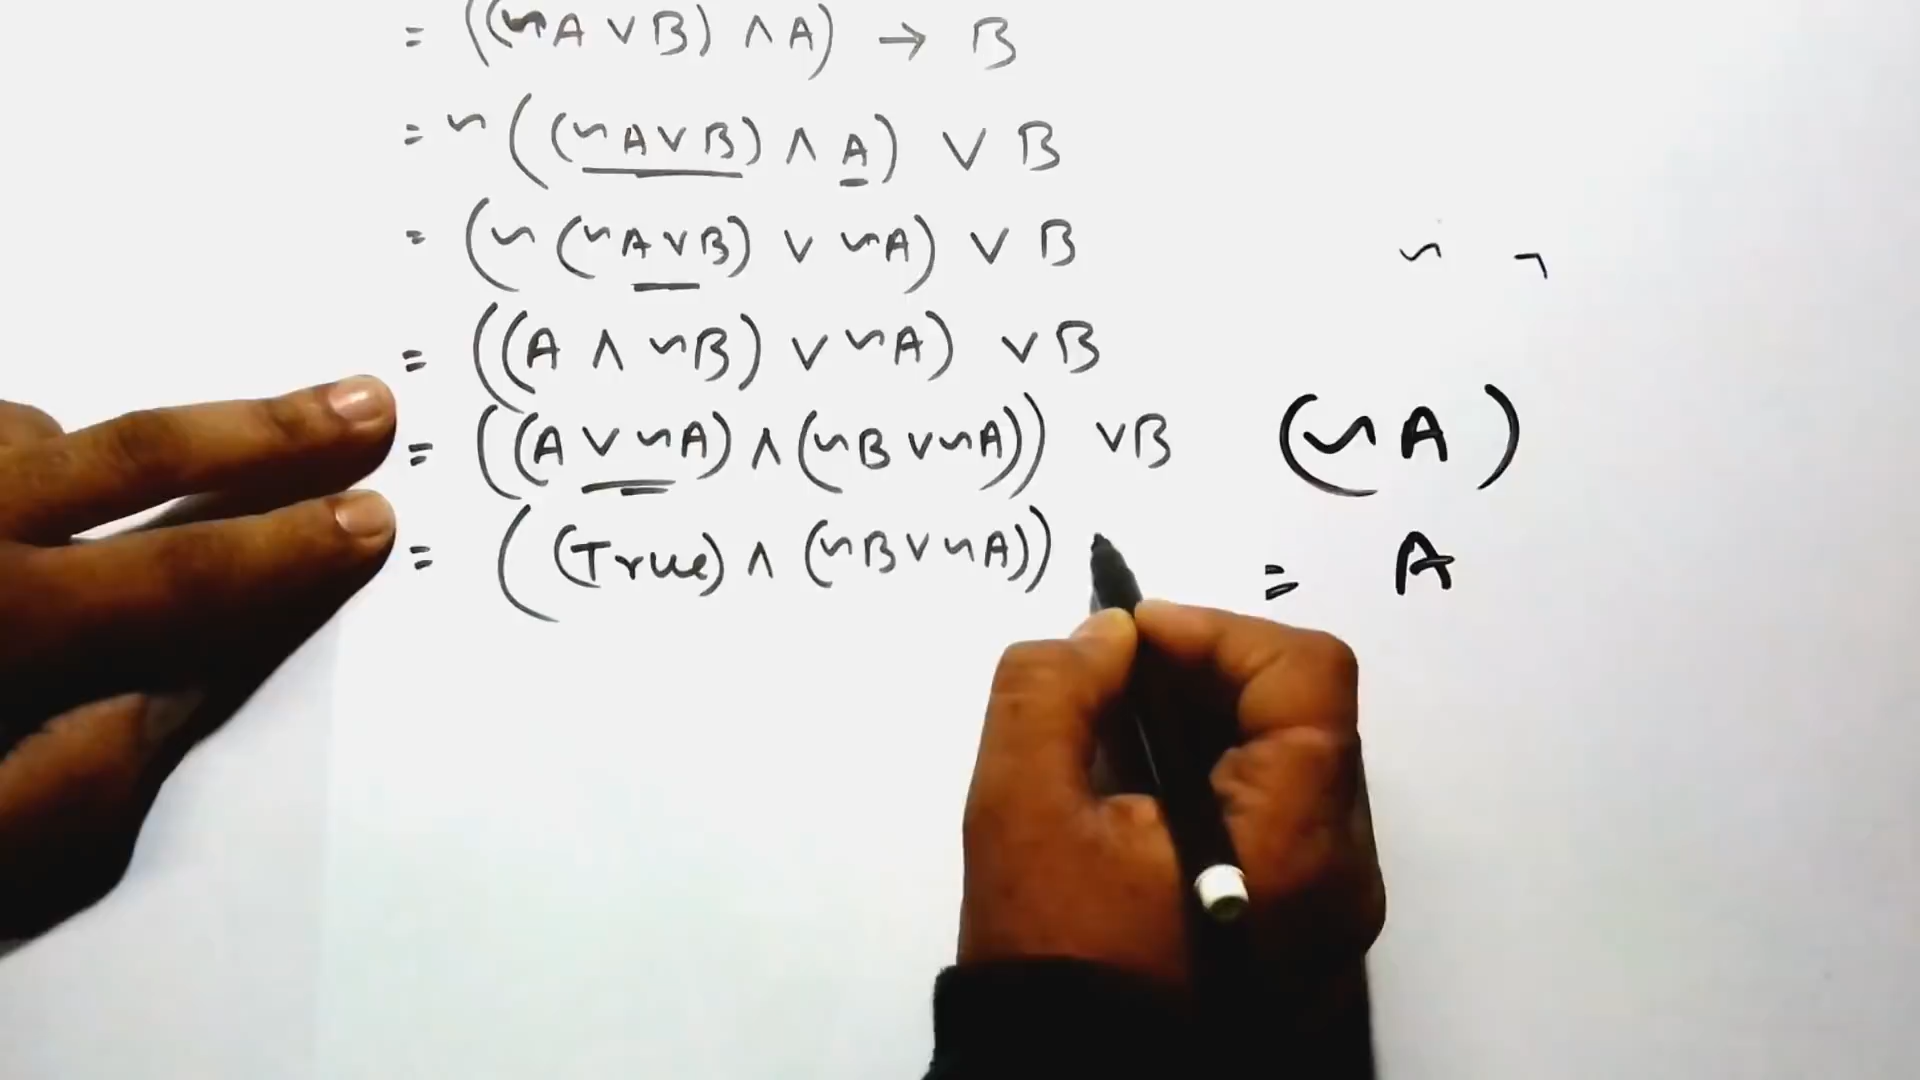 = ((~A ∨ B) ∧ A) → B
= ~((~A ∨ B) ∧ A) ∨ B
= (~(~A ∨ B) ∨ ~A) ∨ B
~ ¬
= ((A ∧ ~B) ∨ ~A) ∨ B
= ((A ∨ ~A) ∧ (~B ∨ ~A)) ∨ B
(~A)
= ((True) ∧ (~B ∨ ~A))
= A